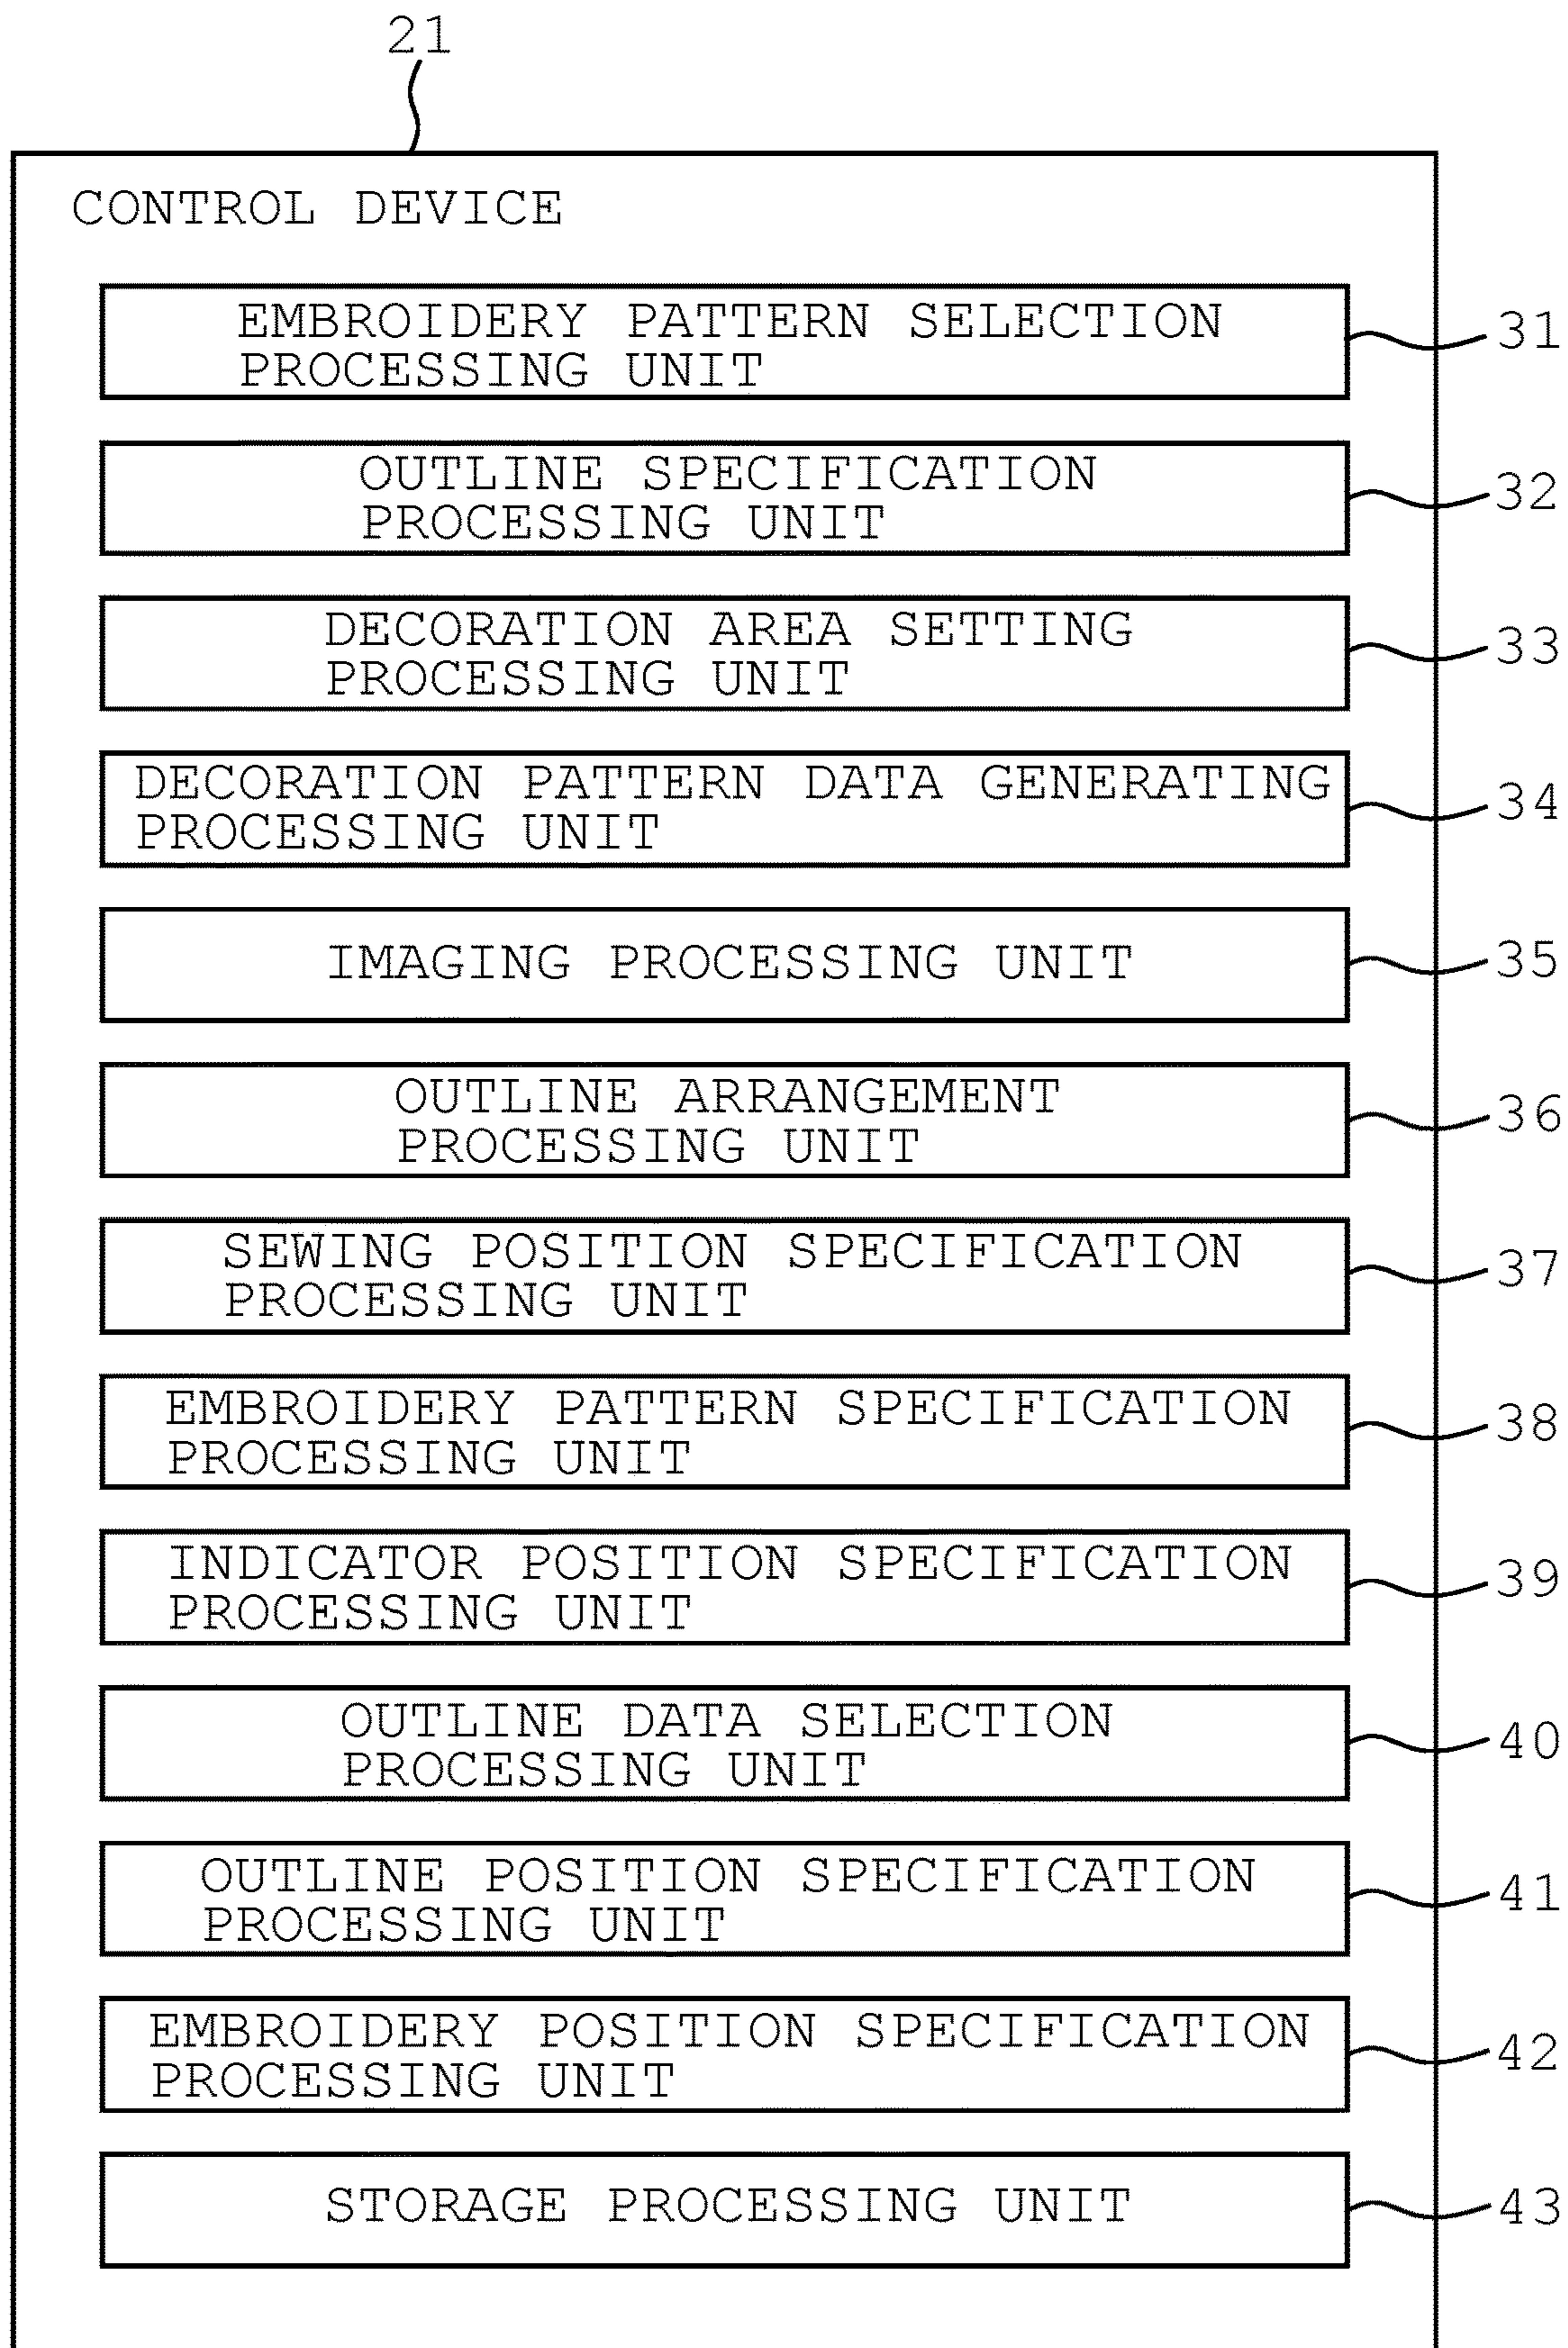 21
CONTROL DEVICE
EMBROIDERY PATTERN SELECTION
PROCESSING UNIT
31
OUTLINE SPECIFICATION
PROCESSING UNIT
32
DECORATION AREA SETTING
PROCESSING UNIT
33
DECORATION PATTERN DATA GENERATING
PROCESSING UNIT
34
IMAGING PROCESSING UNIT
35
OUTLINE ARRANGEMENT
PROCESSING UNIT
36
SEWING POSITION SPECIFICATION
PROCESSING UNIT
37
EMBROIDERY PATTERN SPECIFICATION
PROCESSING UNIT
38
INDICATOR POSITION SPECIFICATION
PROCESSING UNIT
39
OUTLINE DATA SELECTION
PROCESSING UNIT
40
OUTLINE POSITION SPECIFICATION
PROCESSING UNIT
41
EMBROIDERY POSITION SPECIFICATION
PROCESSING UNIT
42
STORAGE PROCESSING UNIT
43